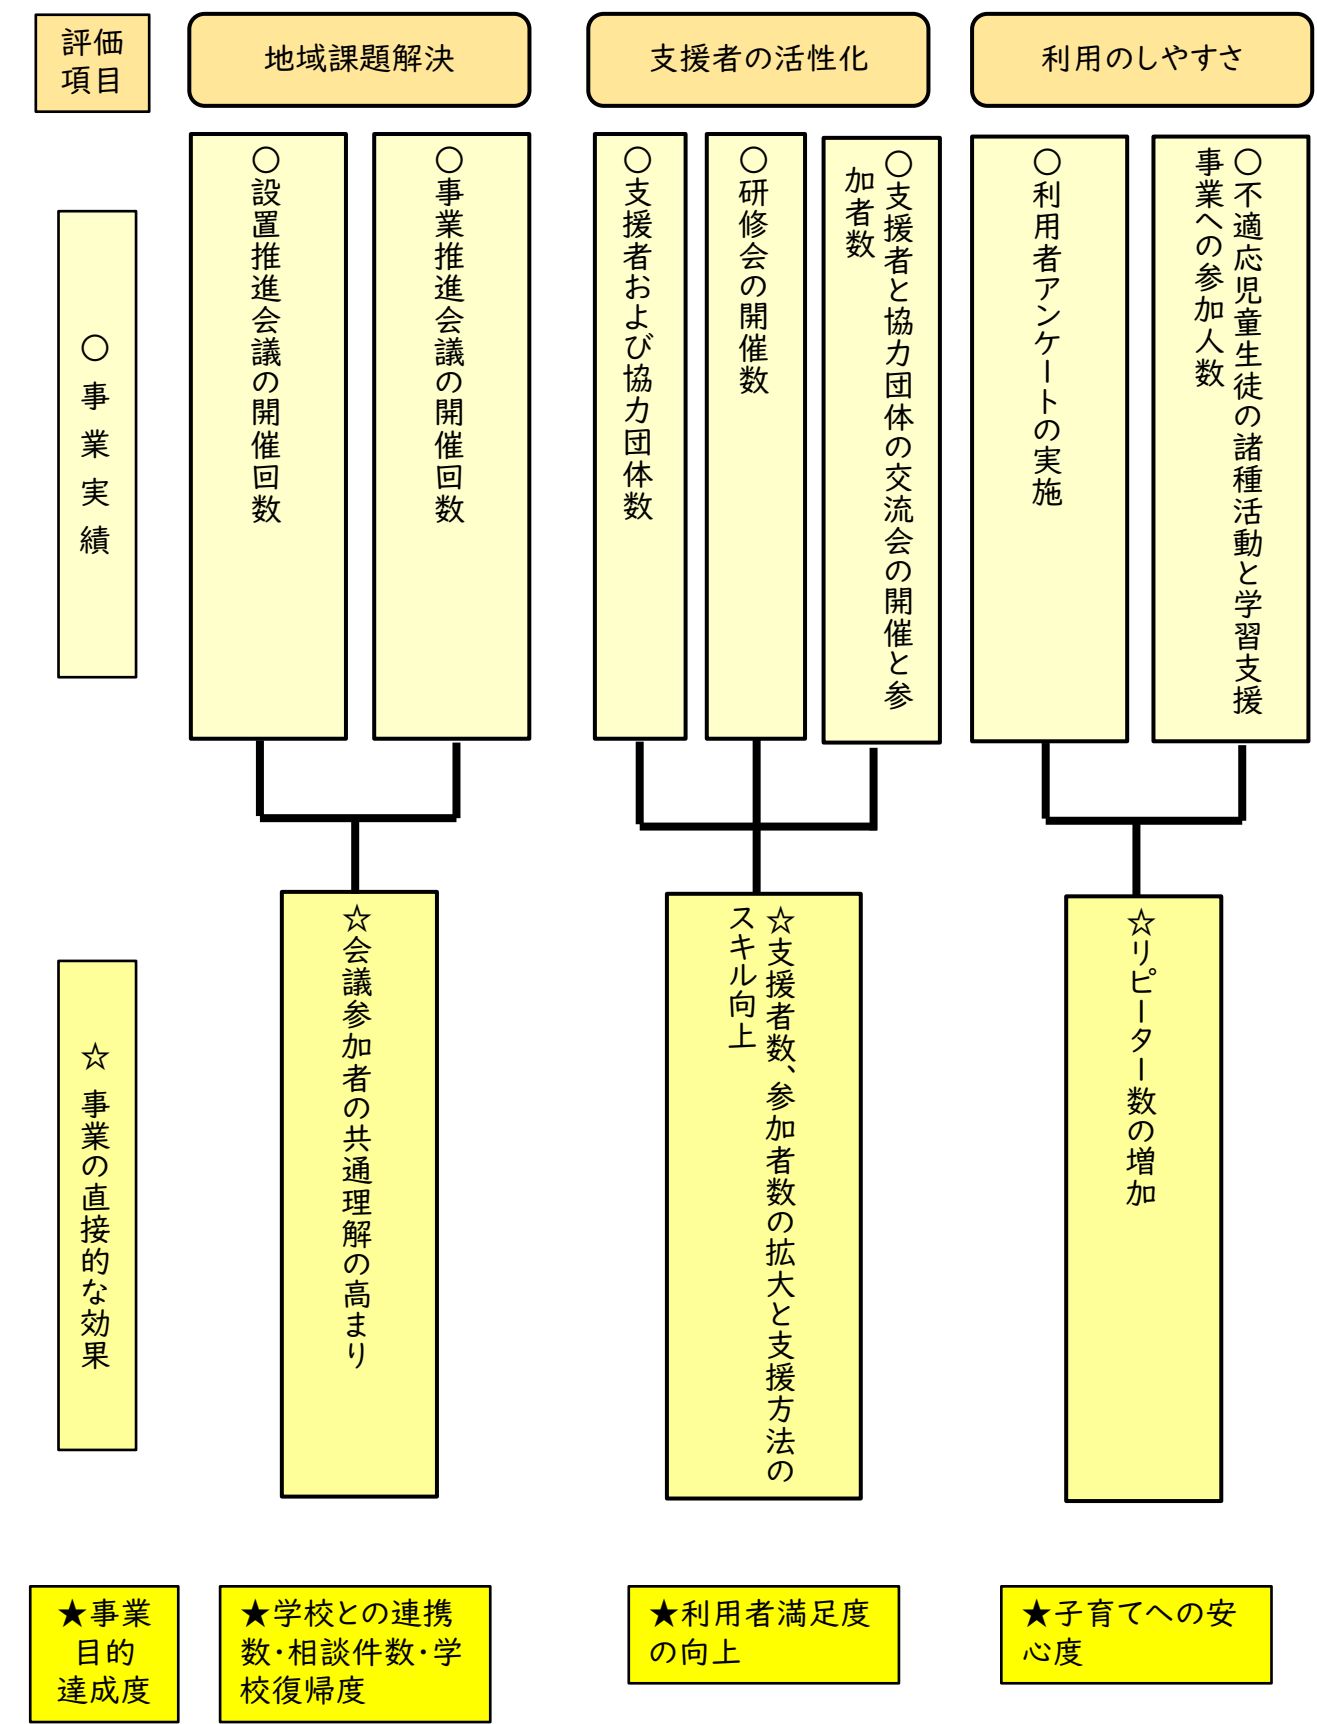 評価
項目
地域課題解決
支援者の活性化
利用のしやすさ
○事業実績
○設置推進会議の開催回数
○事業推進会議の開催回数
○支援者および協力団体数
○研修会の開催数
○支援者と協力団体の交流会の開催と参
加者数
○利用者アンケートの実施
○不適応児童生徒の諸種活動と学習支援
事業への参加人数
☆事業の直接的な効果
☆会議参加者の共通理解の高まり
☆支援者数、参加者数の拡大と支援方法の
スキル向上
☆リピーター数の増加
★事業
目的
達成度
★学校との連携
数・相談件数・学
校復帰度
★利用者満足度
の向上
★子育てへの安
心度